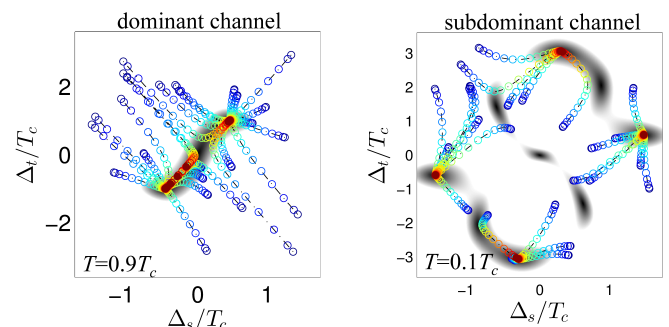 dominant channel
Δt/Tc
2
0
−2
T=0.9Tc
−1
0
1
Δs/Tc
subdominant channel
Δt/Tc
3
2
1
0
−1
−2
−3
T=0.1Tc
−1
0
1
Δs/Tc